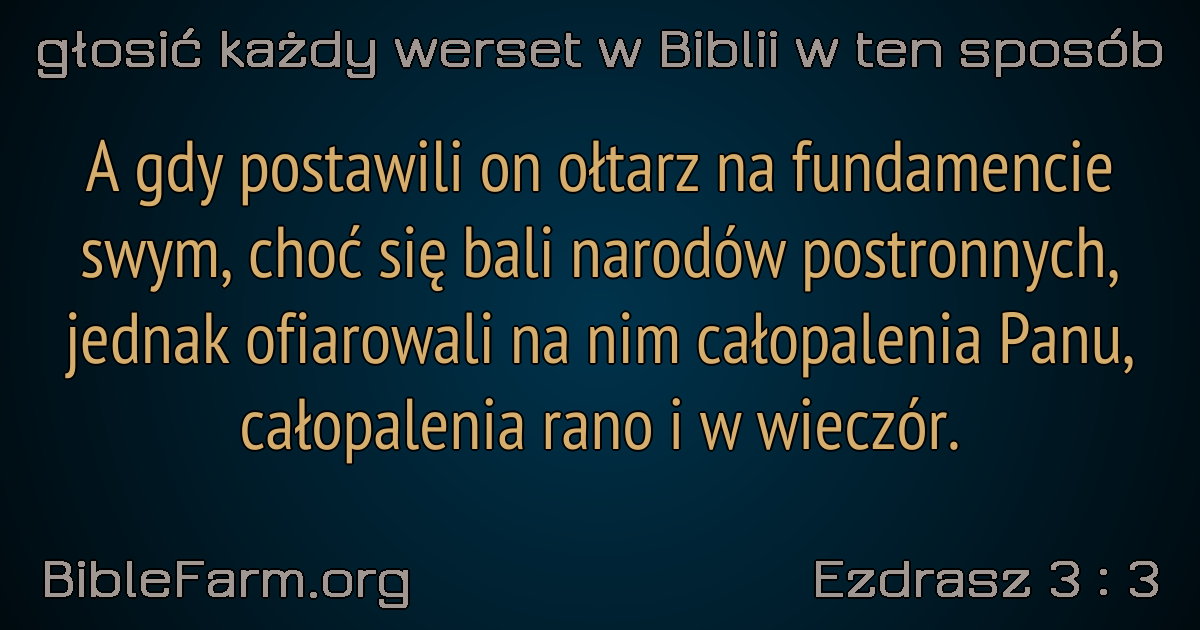 głosić każdy werset w Biblii w ten sposób
A gdy postawili on ołtarz na fundamencie
swym, choć się bali narodów postronnych,
jednak ofiarowali na nim całopalenia Panu,
całopalenia rano i w wieczór.
BibleFarm.org
Ezdrasz 3 : 3